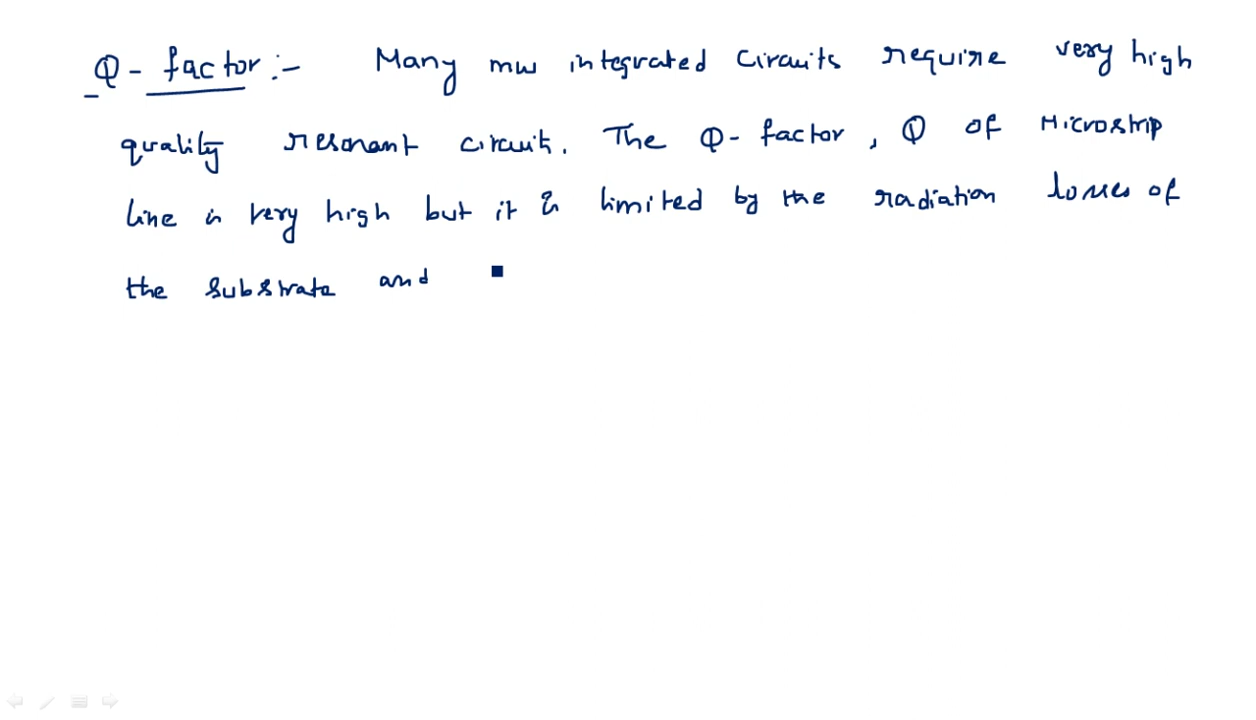 Q - factor :- Many mw integrated circuits require very high
quality resonant circuit. The Q - factor, Q of Microstrip
line is very high but it is limited by the radiation losses of
the substrate and